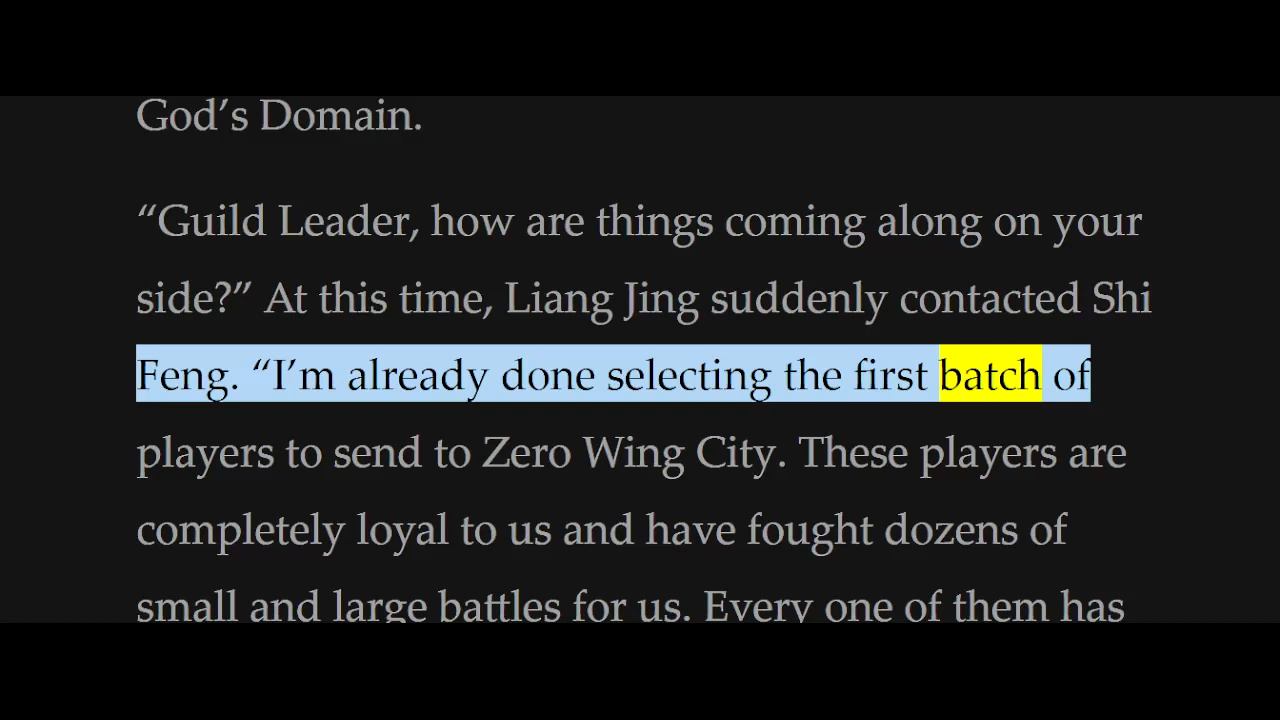 God’s Domain.
“Guild Leader, how are things coming along on your
side?” At this time, Liang Jing suddenly contacted Shi
Feng. “I’m already done selecting the first batch of
players to send to Zero Wing City. These players are
completely loyal to us and have fought dozens of
small and large battles for us. Every one of them has